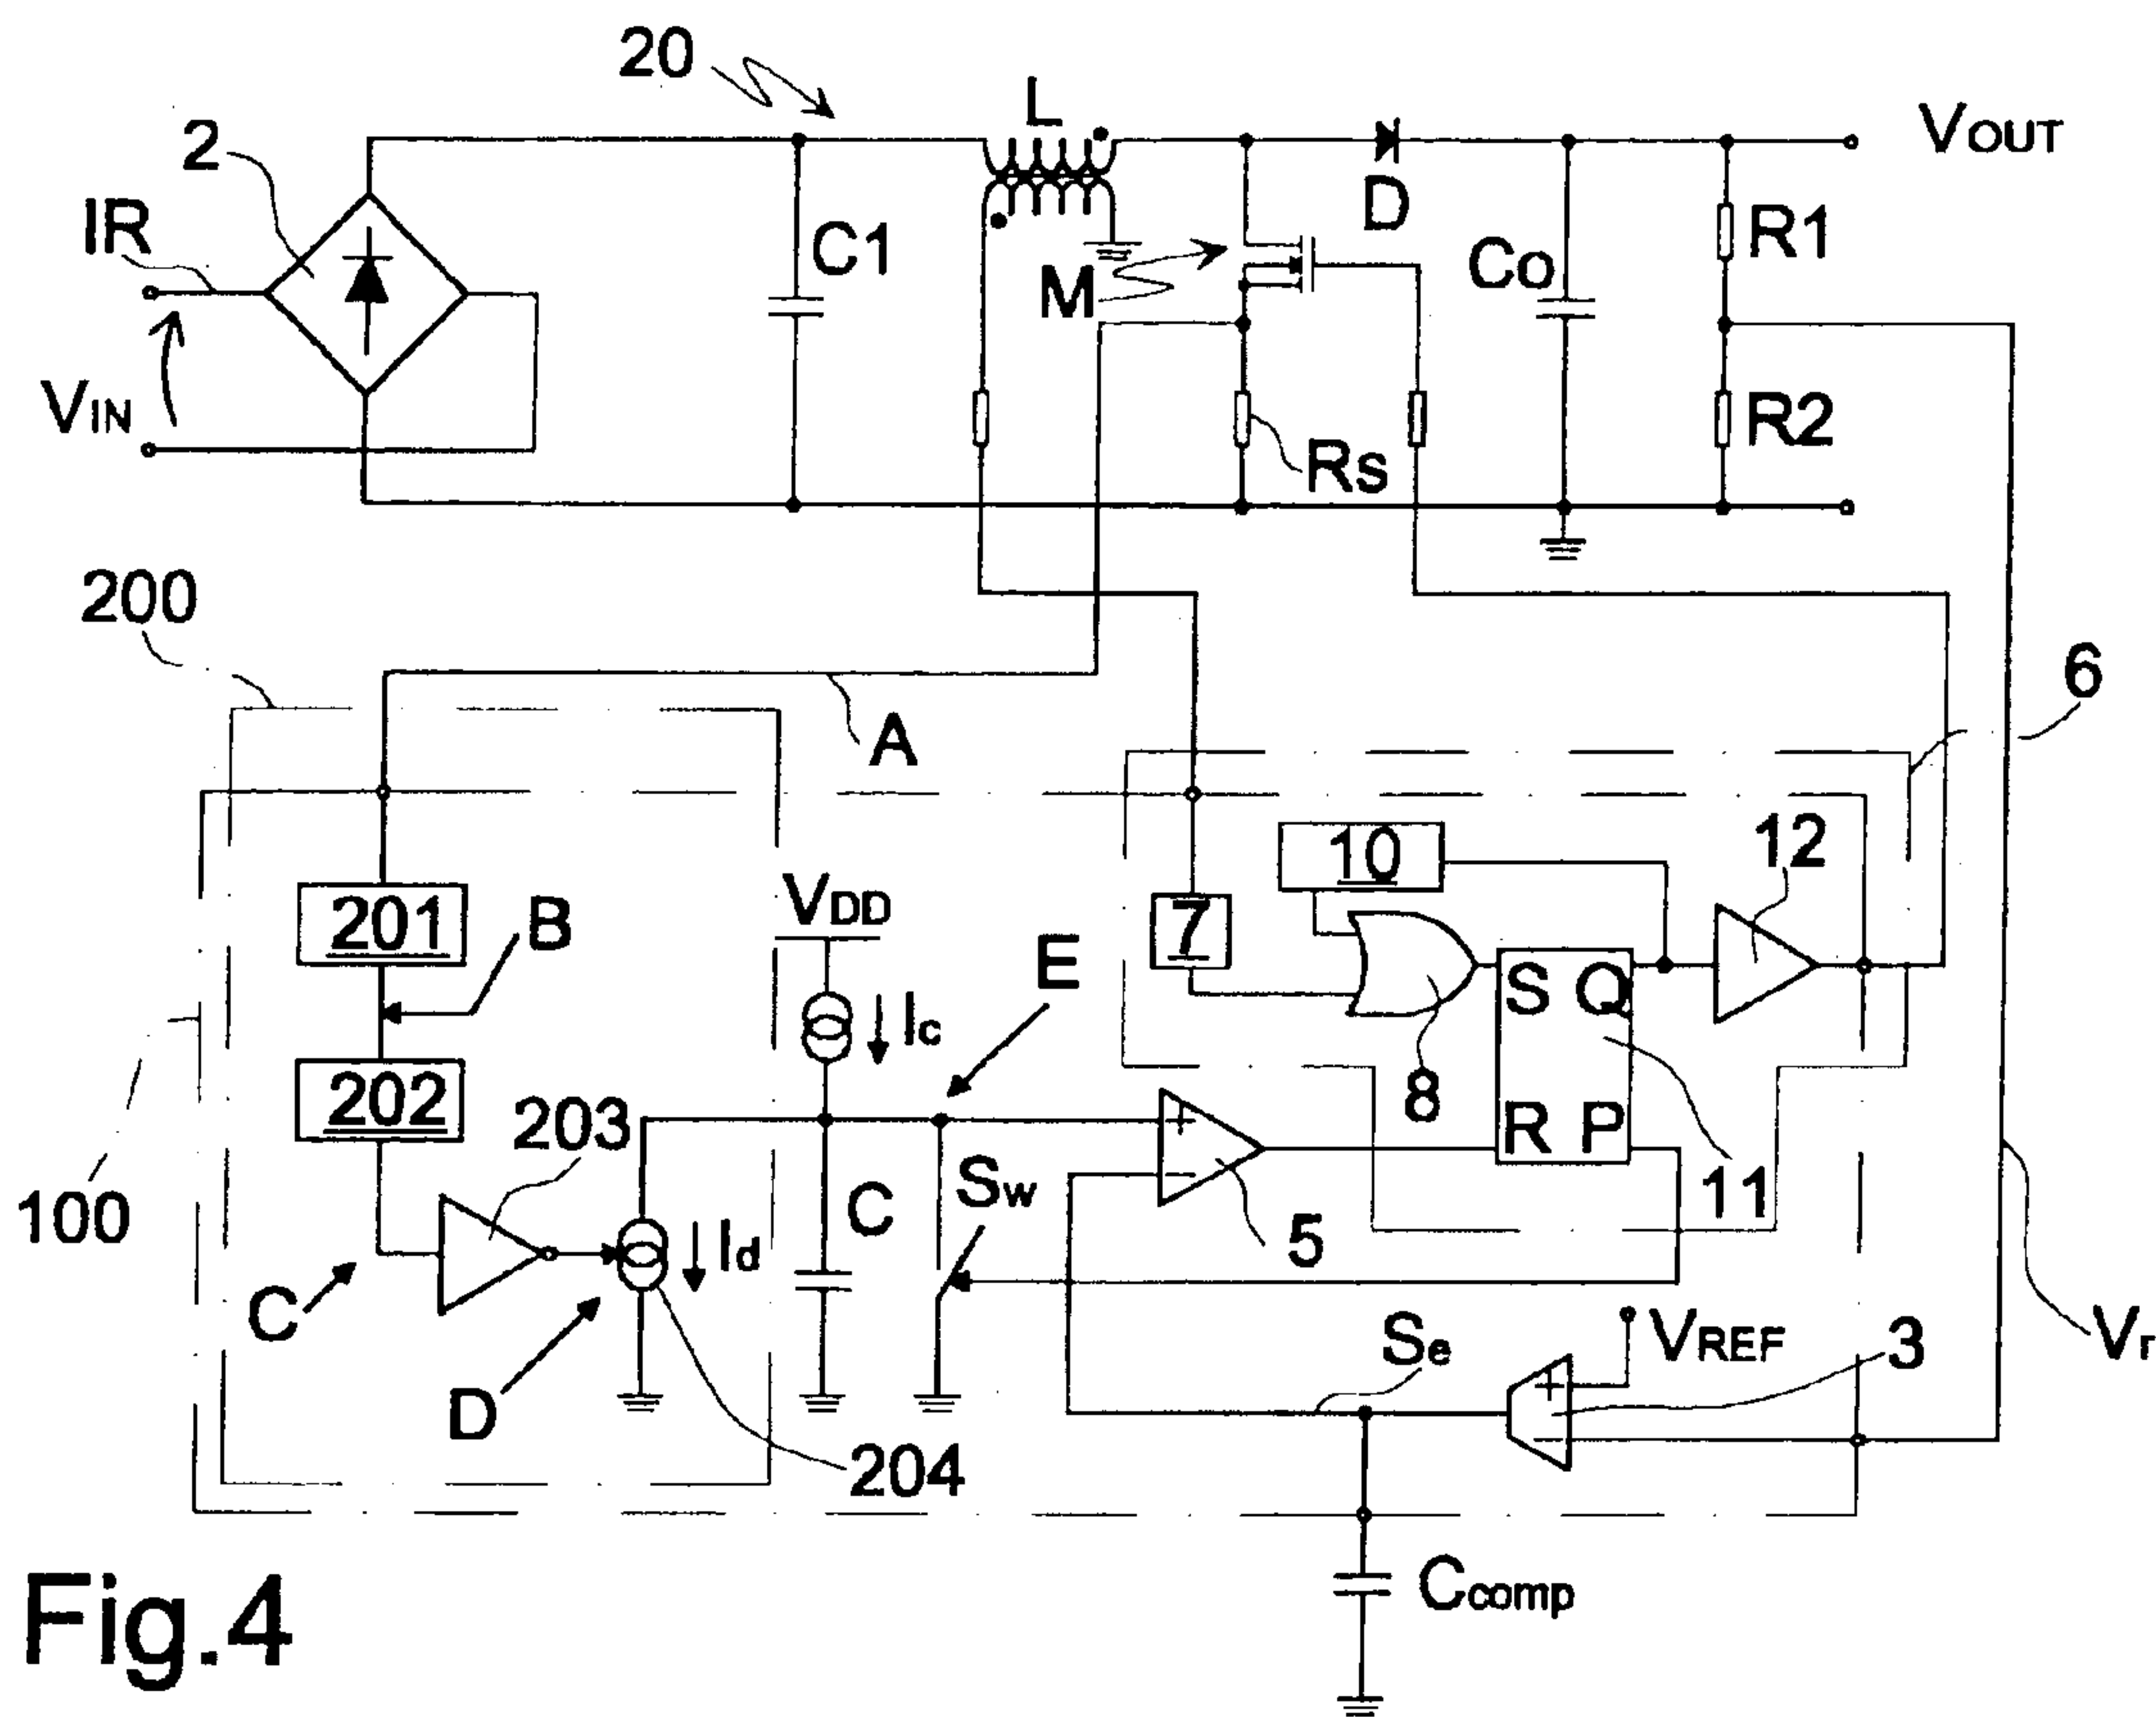 20
L
VOUT
2
IR
C1
D
R1
M
Co
VIN
R2
Rs
200
6
A
10
12
VDD
201
B
7
E
Ic
S Q
202
8
203
R P
Sw
C
11
100
5
Id
C
Se
VREF
3
Vr
D
204
Ccomp
Fig.4